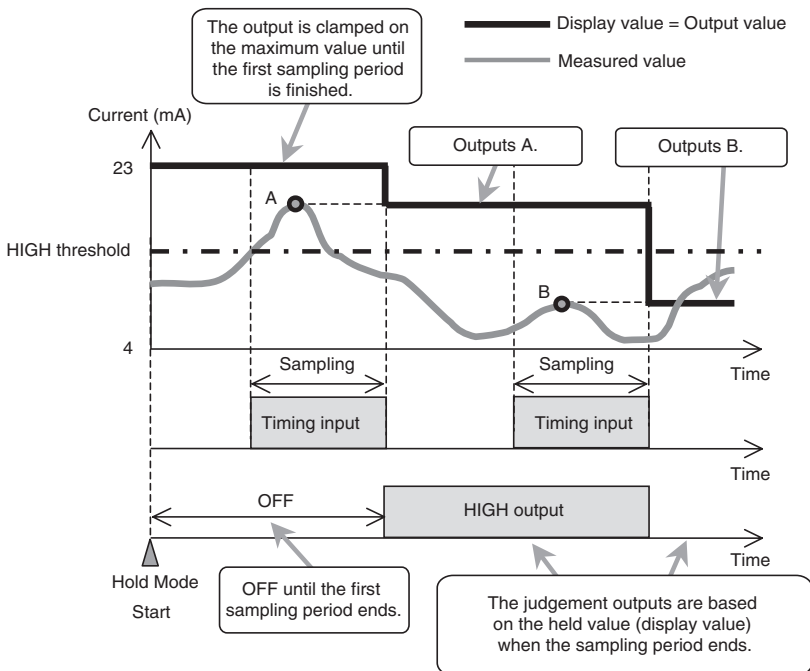 The output is clamped on
the maximum value until
the first sampling period
is finished.
Display value = Output value
Measured value
Current (mA)
Outputs A.
Outputs B.
23
A
HIGH threshold
B
4
Sampling
Sampling
Time
Timing input
Timing input
Time
OFF
HIGH output
Time
Hold Mode
Start
OFF until the first
sampling period ends.
The judgement outputs are based
on the held value (display value)
when the sampling period ends.